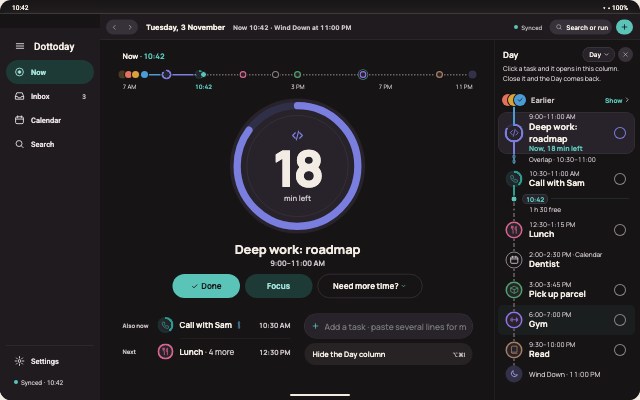 10:42
100%
Dottoday
Now
Inbox
3
Calendar
Search
Settings
Synced · 10:42
Tuesday, 3 November
Now 10:42 · Wind Down at 11:00 PM
Synced
Search or run
Now · 10:42
7 AM
10:42
3 PM
7 PM
11 PM
18
min left
Deep work: roadmap
9:00–11:00 AM
Done
Focus
Need more time?
Also now
Call with Sam
10:30 AM
Next
Lunch · 4 more
12:30 PM
Add a task · paste several lines for m
Hide the Day column
⌥⌘I
Day
Day
Click a task and it opens in this column.
Close it and the Day comes back.
Earlier
Show
9:00–11:00 AM
Deep work:
roadmap
Now, 18 min left
Overlap · 10:30–11:00
10:30–11:00 AM
Call with Sam
10:42
1 h 30 free
12:30–1:15 PM
Lunch
2:00–2:30 PM · Calendar
Dentist
3:00–3:45 PM
Pick up parcel
6:00–7:00 PM
Gym
9:30–10:00 PM
Read
Wind Down · 11:00 PM